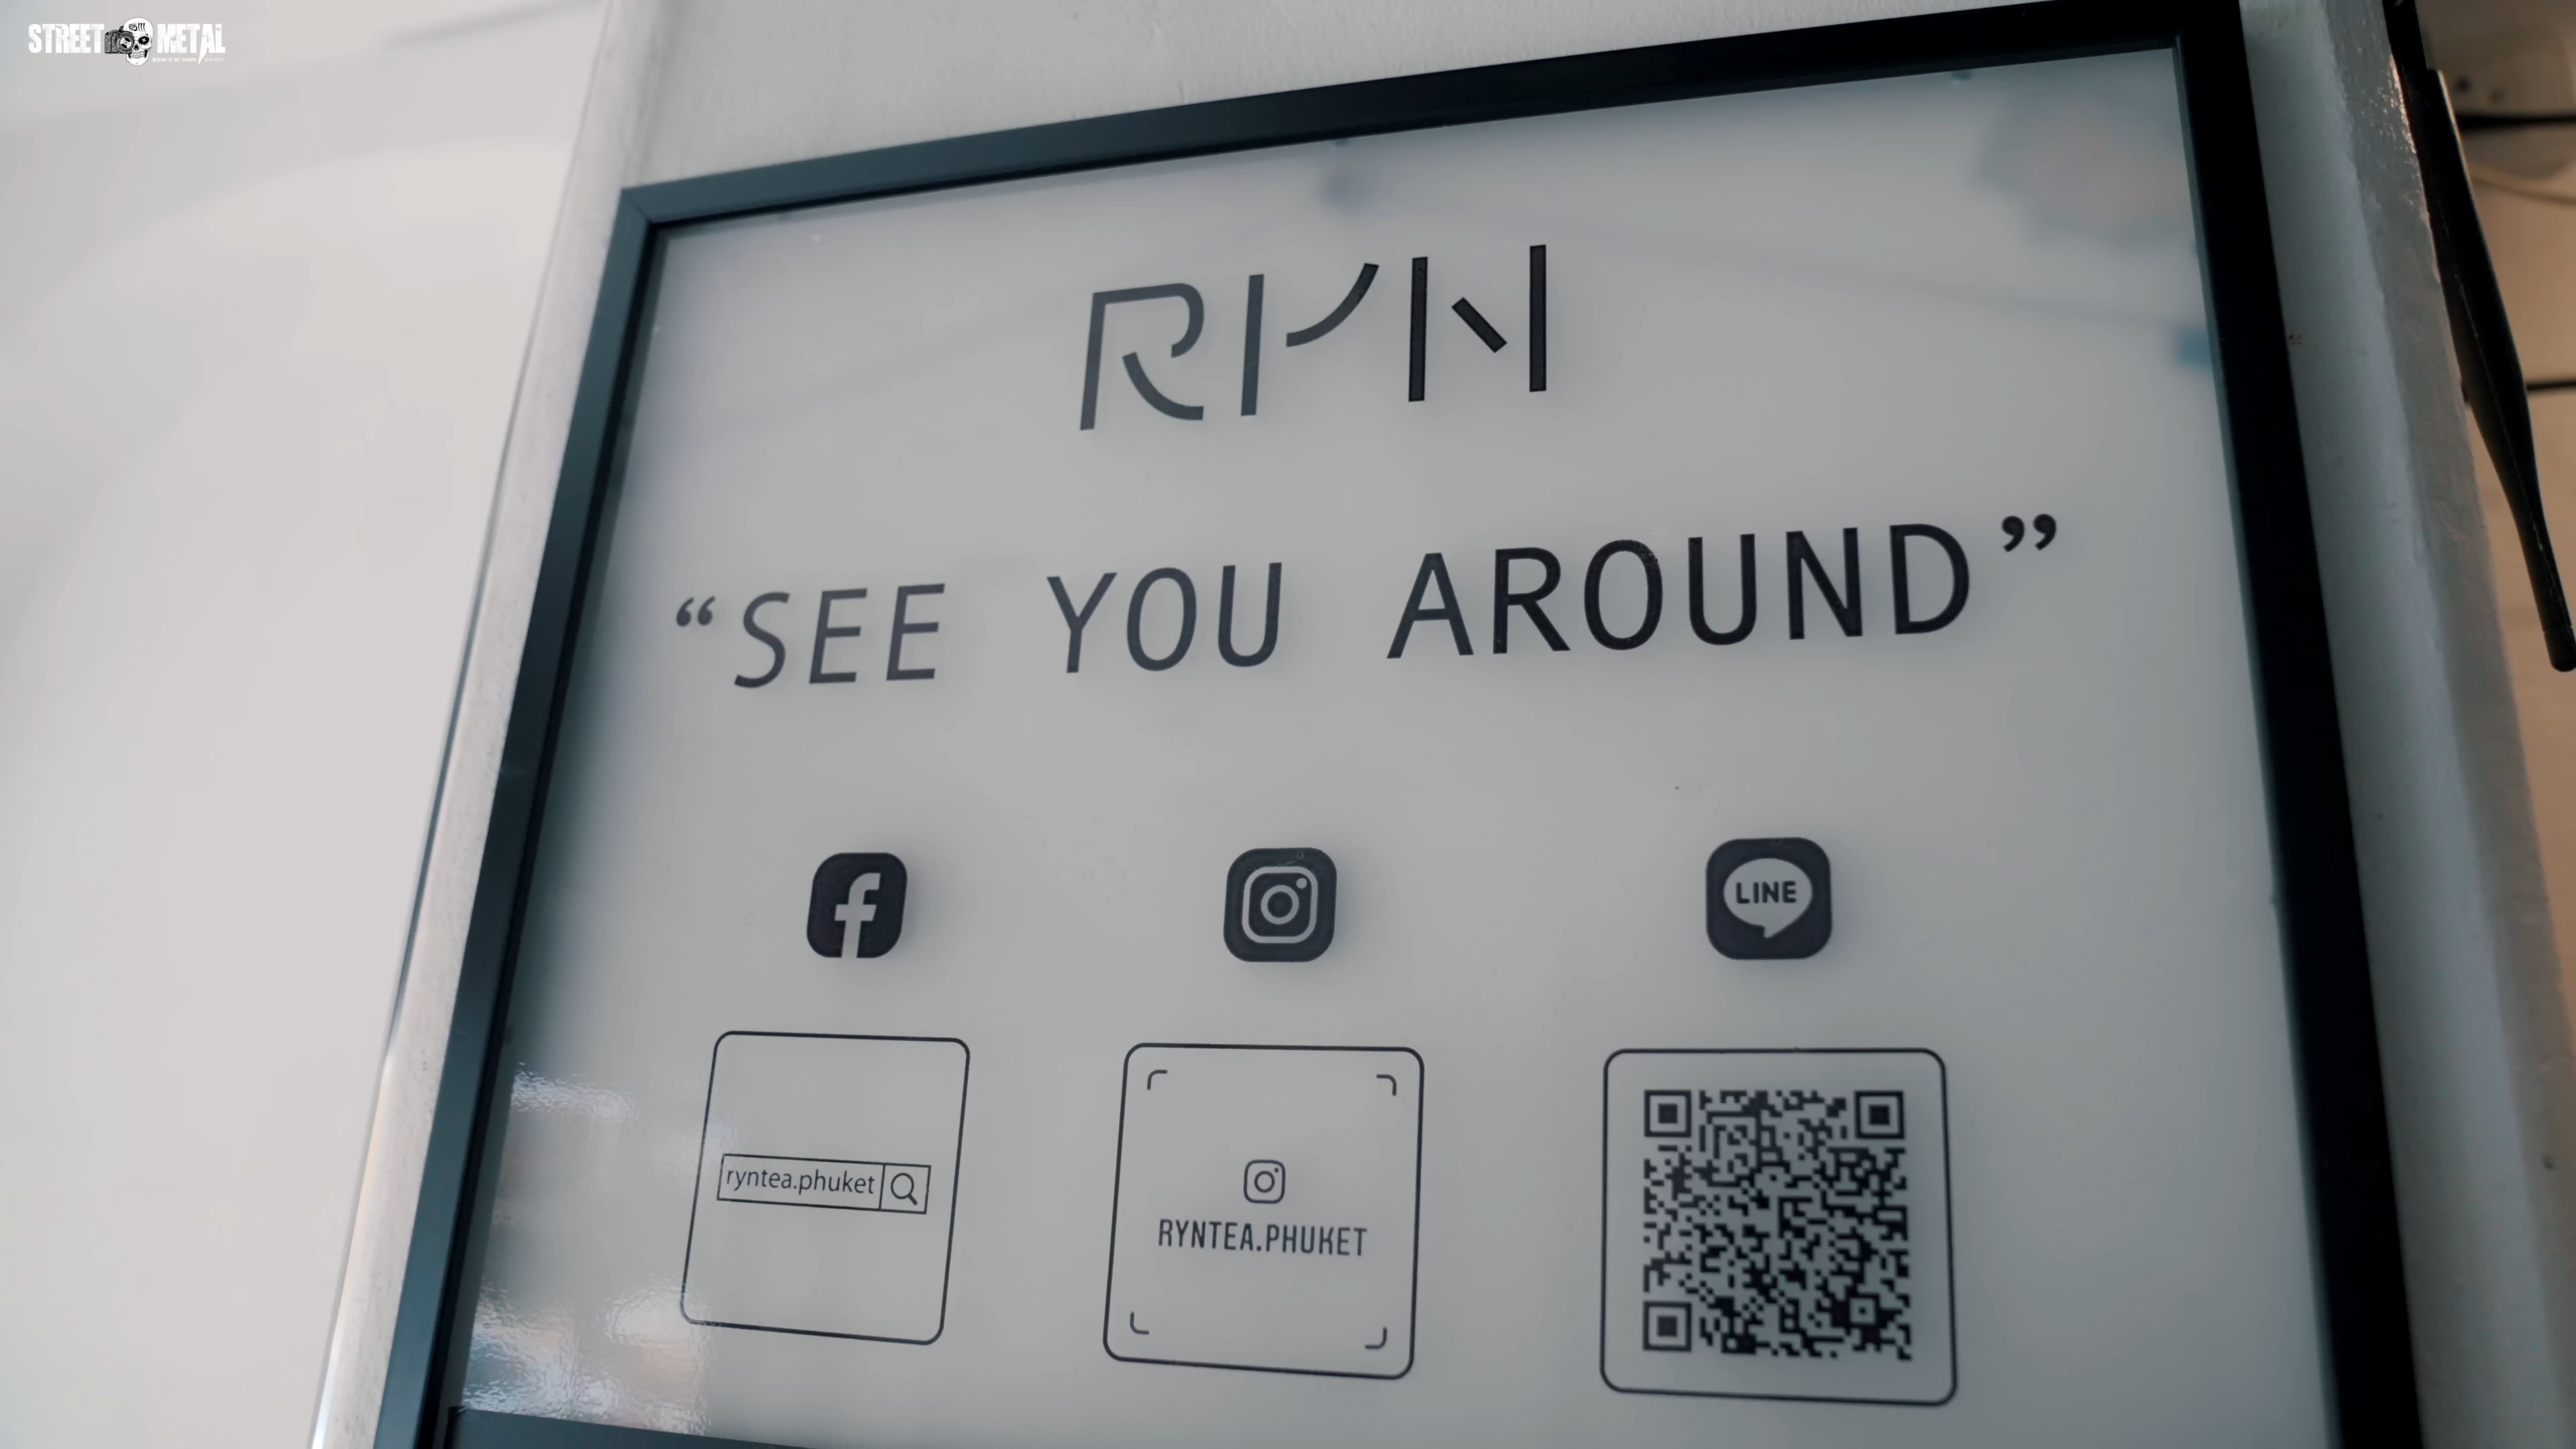 STREET METAL
RYN
“SEE YOU AROUND”
LINE
ryntea.phuket
RYNTEA.PHUKET